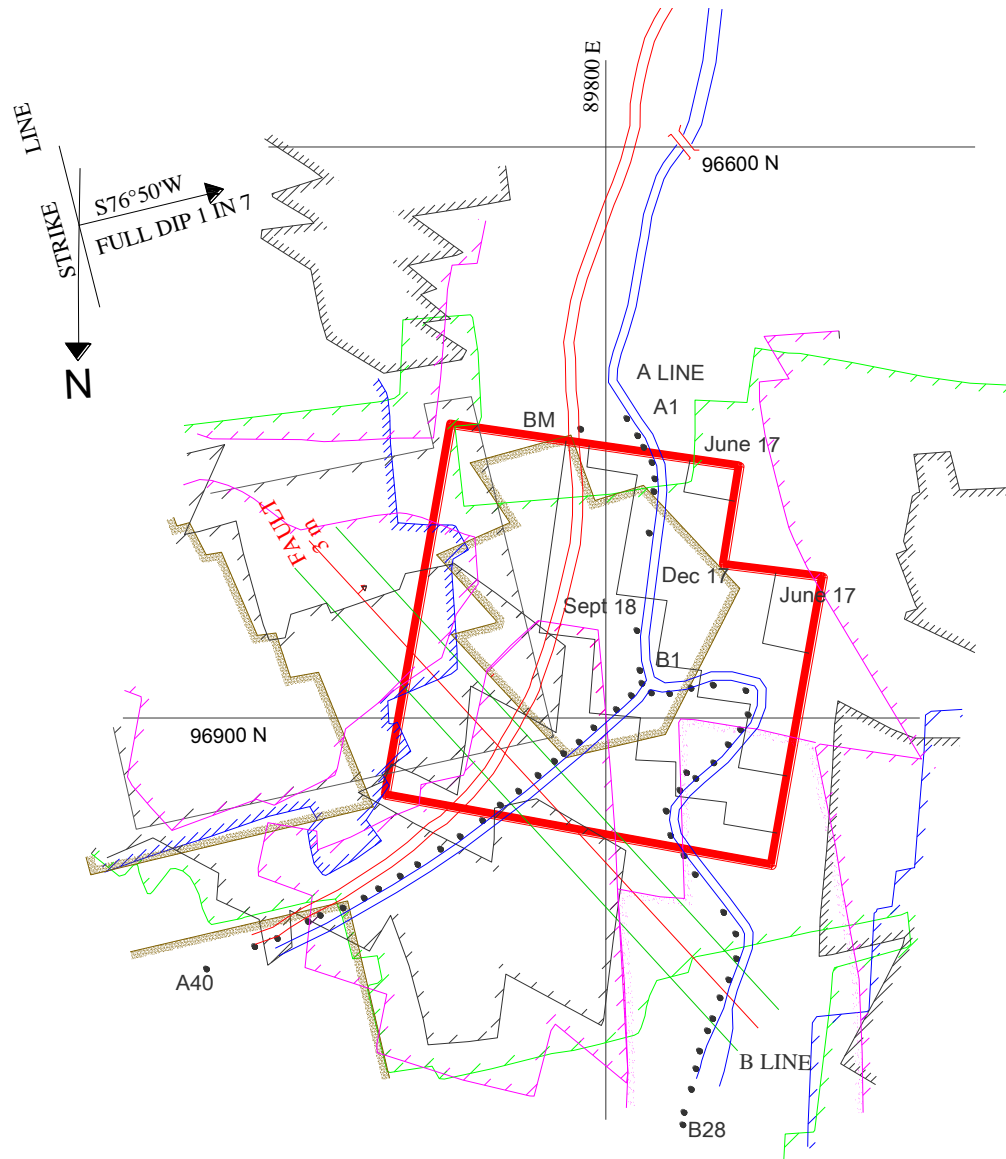 89800 E
96600 N
LINE
STRIKE
S76°50'W
FULL DIP 1 IN 7
N
A LINE
A1
BM
June 17
FAULT
3 m
Dec 17
June 17
Sept 18
B1
96900 N
A40
B LINE
B28